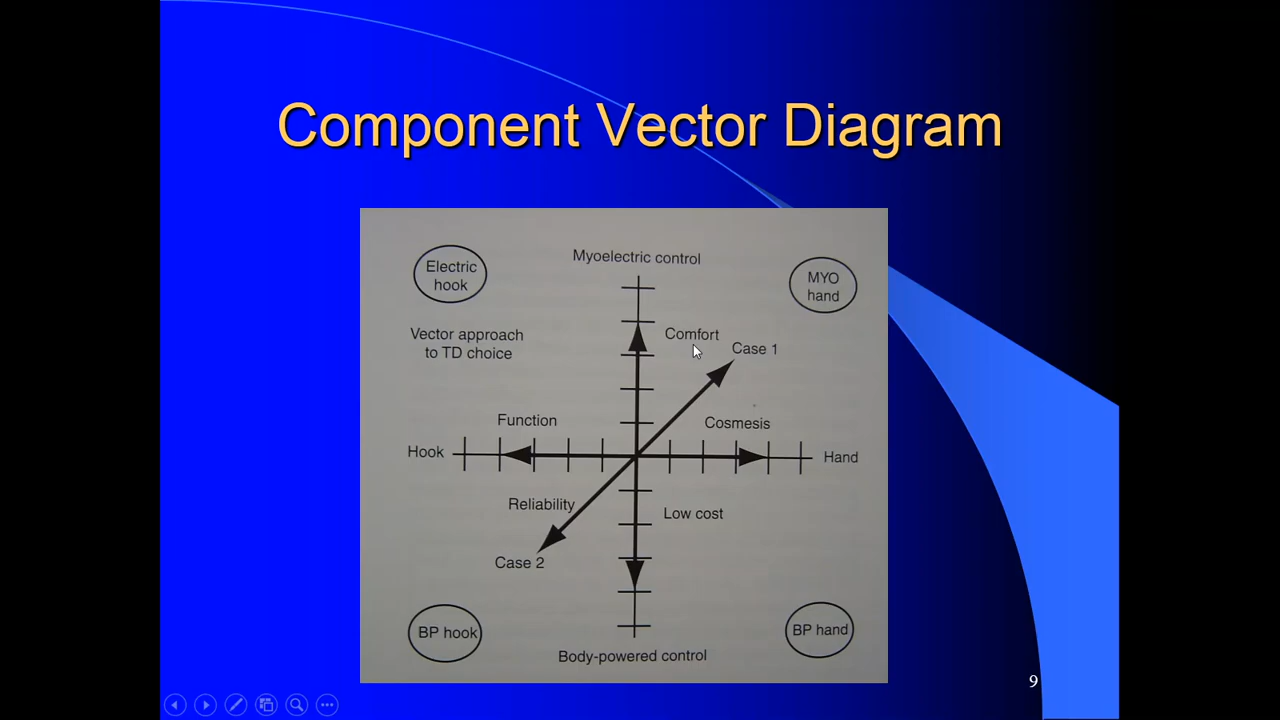 Component Vector Diagram
Myoelectric control
Electric
hook
MYO
hand
Vector approach
to TD choice
Comfort
Case 1
Function
Cosmesis
Hook
Hand
Reliability
Low cost
Case 2
BP hook
BP hand
Body-powered control
9